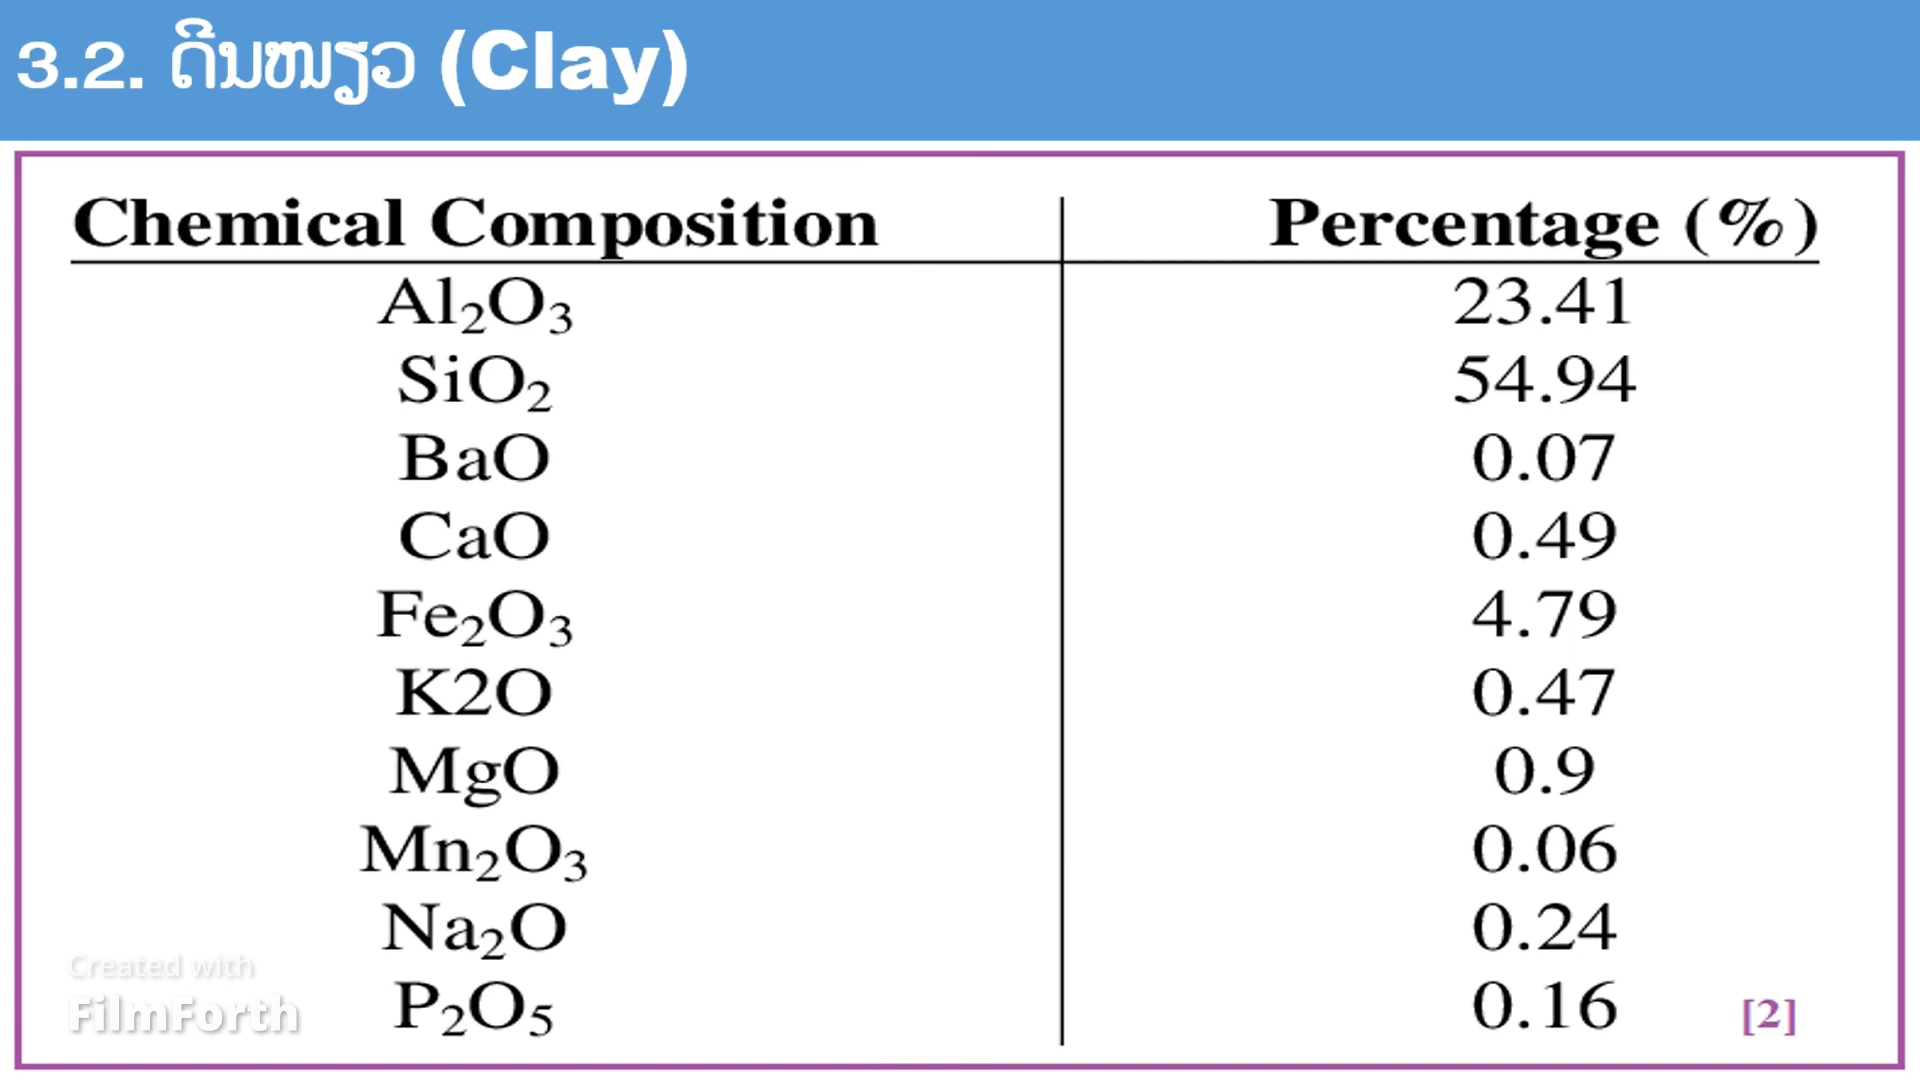 3.2. ດິນໜຽວ (Clay)
Chemical Composition Percentage (%)
Al₂O₃ 23.41
SiO₂ 54.94
BaO 0.07
CaO 0.49
Fe₂O₃ 4.79
K2O 0.47
MgO 0.9
Mn₂O₃ 0.06
Na₂O 0.24
P₂O₅ 0.16 [2]
Created with
FilmForth